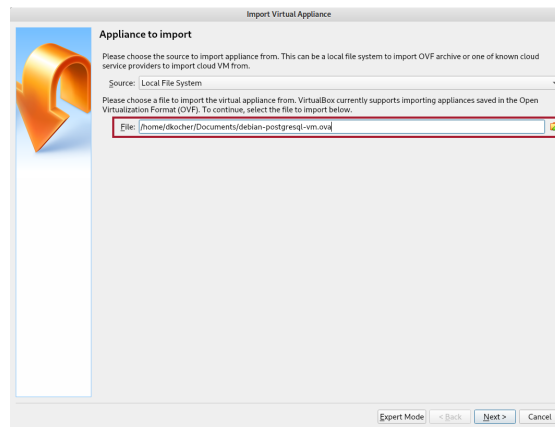 Import Virtual Appliance
Appliance to import
Please choose the source to import appliance from. This can be a local file system to import OVF archive or one of known cloud
service providers to import cloud VM from.
Source: Local File System
Please choose a file to import the virtual appliance from. VirtualBox currently supports importing appliances saved in the Open
Virtualization Format (OVF). To continue, select the file to import below.
File: /home/dkocher/Documents/debian-postgresql-vm.ova
Expert Mode < Back Next > Cancel